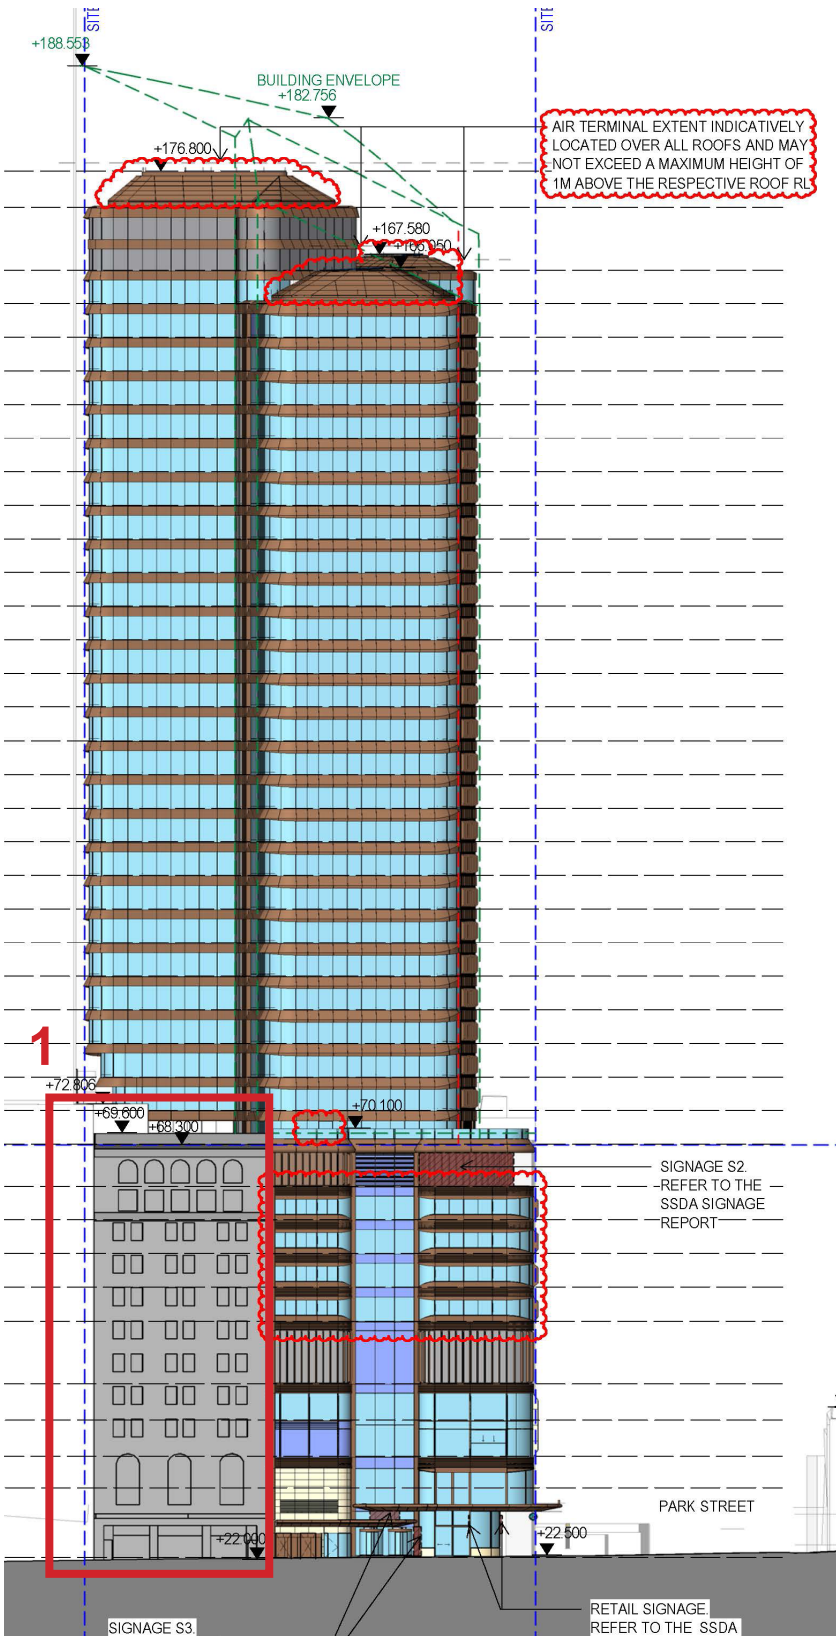 SITE
SITE
+188.553
BUILDING ENVELOPE
+182.756
AIR TERMINAL EXTENT INDICATIVELY
LOCATED OVER ALL ROOFS AND MAY
NOT EXCEED A MAXIMUM HEIGHT OF
1M ABOVE THE RESPECTIVE ROOF RL
+176.800
+167.580
1
+72.806
+69.600
+68.300
+70.100
SIGNAGE S2.
REFER TO THE
SSDA SIGNAGE
REPORT
PARK STREET
+22.000
+22.500
SIGNAGE S3.
RETAIL SIGNAGE.
REFER TO THE SSDA